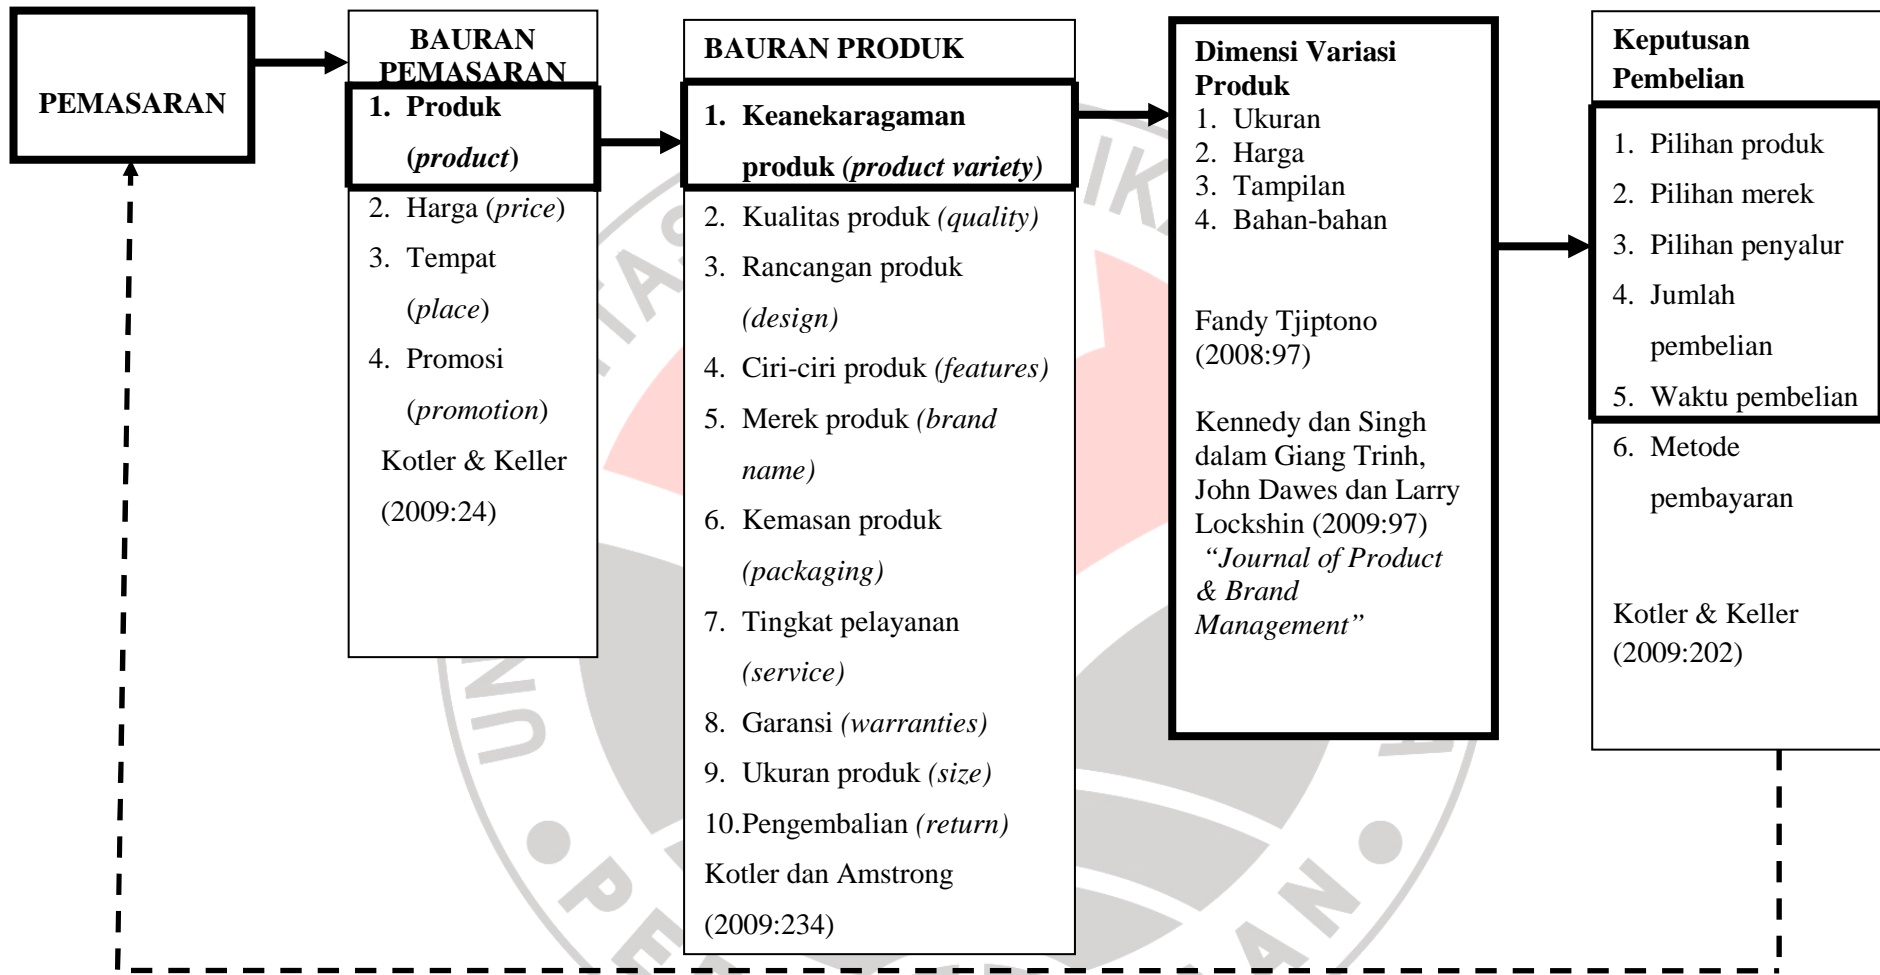 PEMASARAN
BAURAN
PEMASARAN
1. Produk
(product)
2. Harga (price)
3. Tempat
(place)
4. Promosi
(promotion)
Kotler & Keller
(2009:24)
BAURAN PRODUK
1. Keanekaragaman
produk (product variety)
2. Kualitas produk (quality)
3. Rancangan produk
(design)
4. Ciri-ciri produk (features)
5. Merek produk (brand
name)
6. Kemasan produk
(packaging)
7. Tingkat pelayanan
(service)
8. Garansi (warranties)
9. Ukuran produk (size)
10.Pengembalian (return)
Kotler dan Amstrong
(2009:234)
Dimensi Variasi
Produk
1. Ukuran
2. Harga
3. Tampilan
4. Bahan-bahan
Fandy Tjiptono
(2008:97)
Kennedy dan Singh
dalam Giang Trinh,
John Dawes dan Larry
Lockshin (2009:97)
“Journal of Product
& Brand
Management”
Keputusan
Pembelian
1. Pilihan produk
2. Pilihan merek
3. Pilihan penyalur
4. Jumlah
pembelian
5. Waktu pembelian
6. Metode
pembayaran
Kotler & Keller
(2009:202)